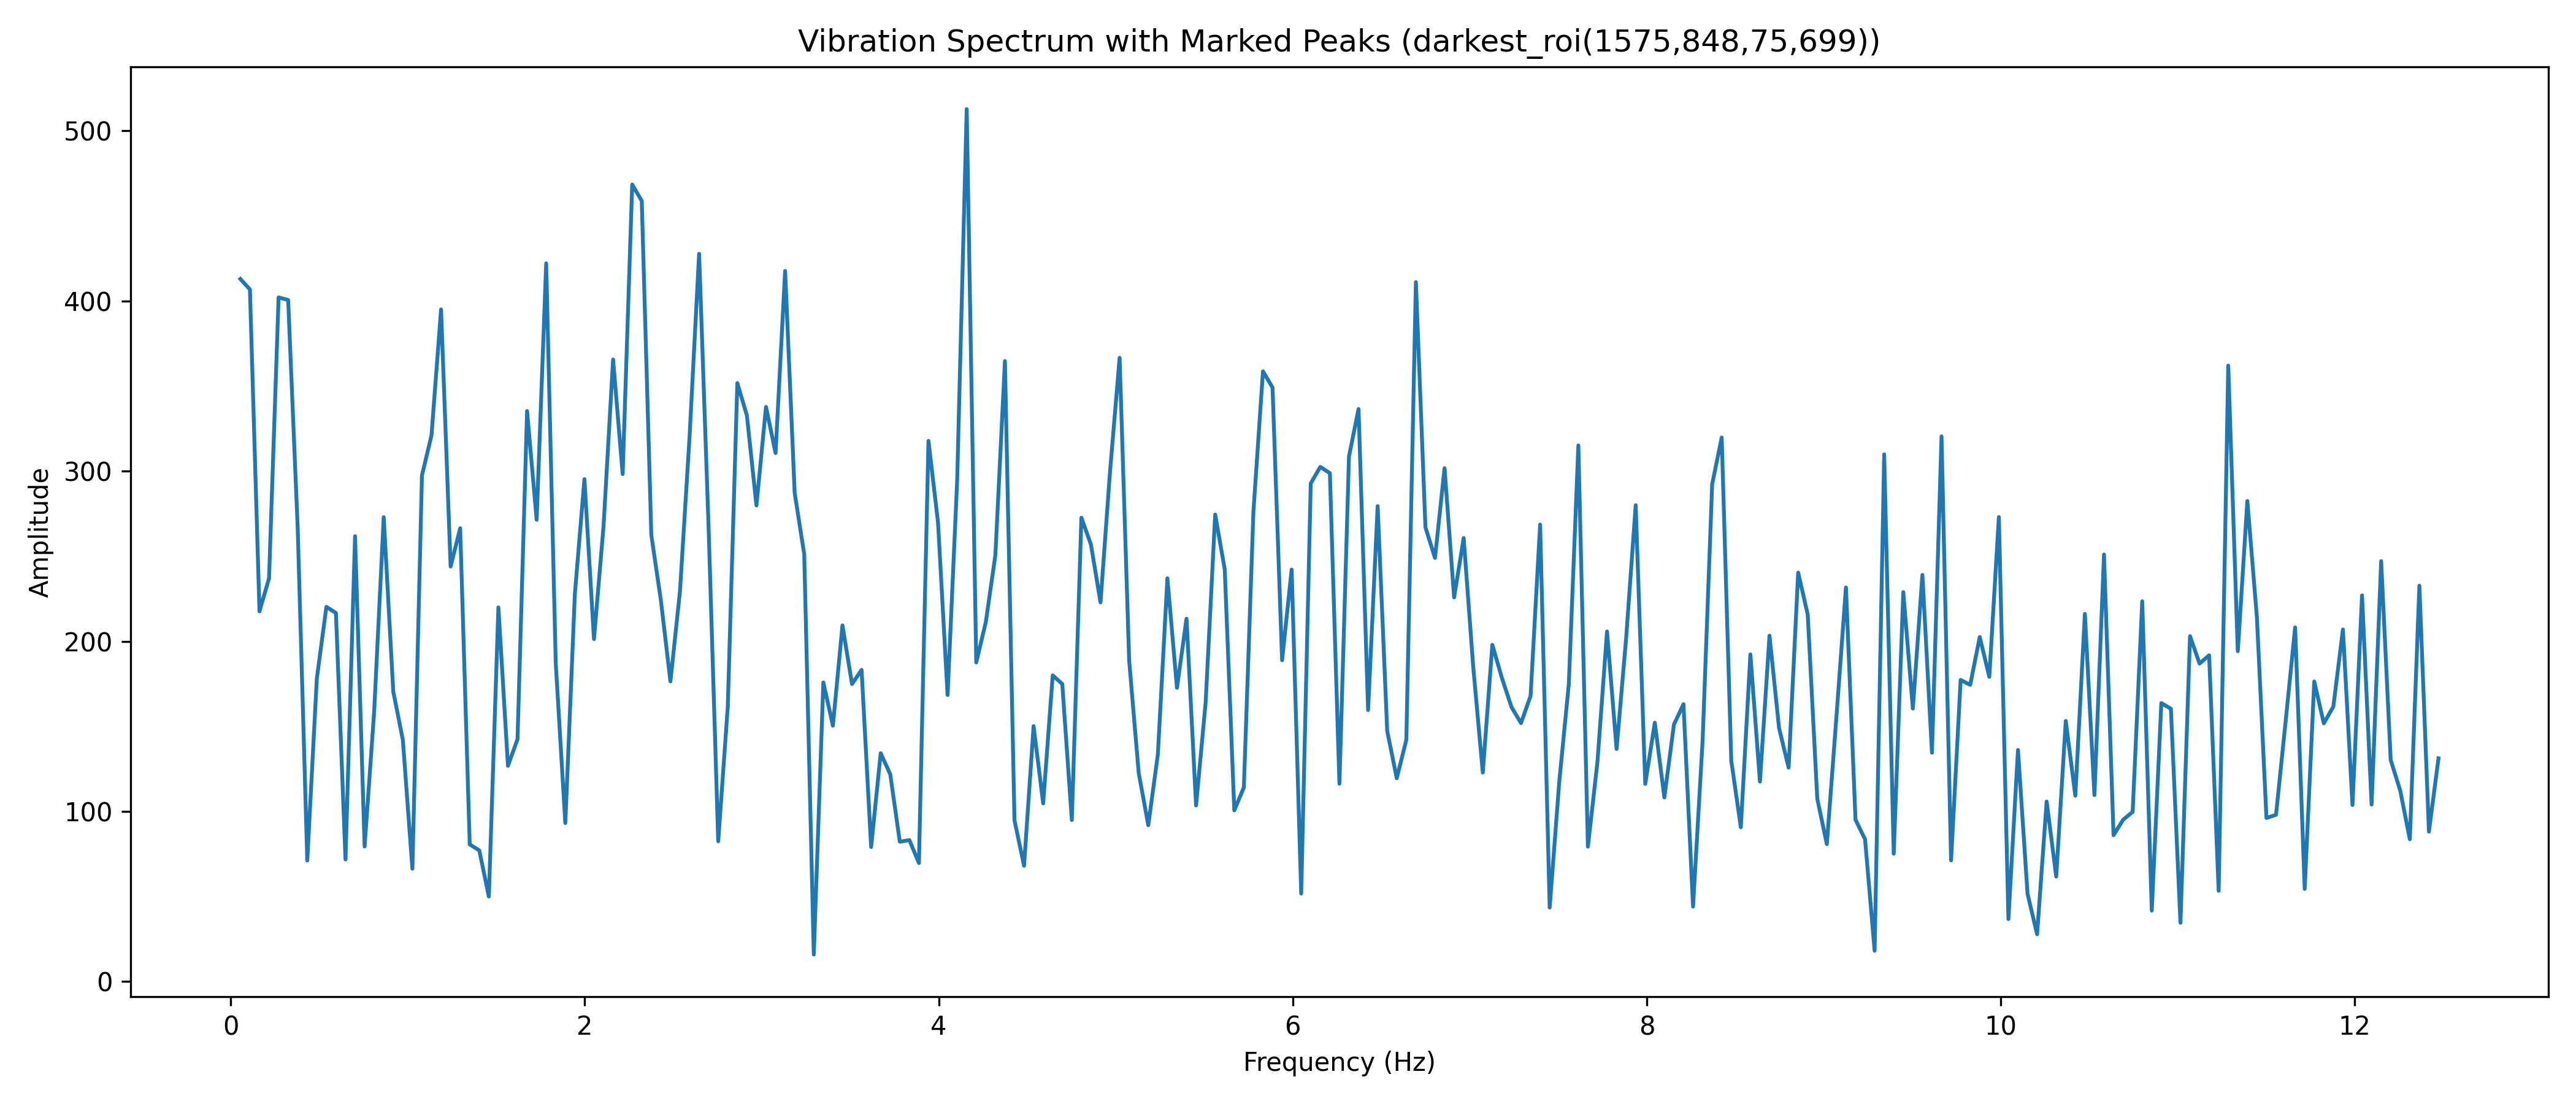 Vibration Spectrum with Marked Peaks (darkest_roi(1575,848,75,699))
500
400
300
200
100
0
Amplitude
0 2 4 6 8 10 12
Frequency (Hz)